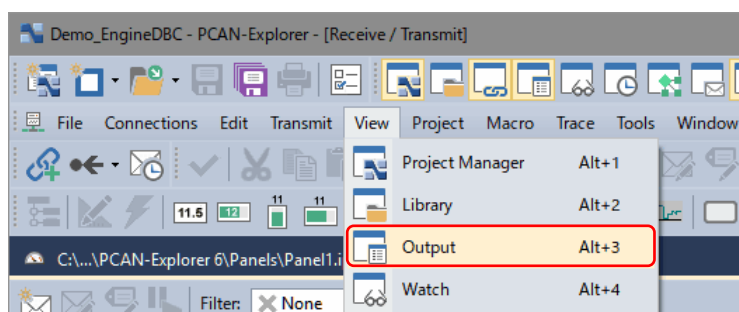 Demo_EngineDBC - PCAN-Explorer - [Receive / Transmit]
File Connections Edit Transmit View Project Macro Trace Tools Window
Project Manager Alt+1
Library Alt+2
11.5 12 11 11
Output Alt+3
C:\...\PCAN-Explorer 6\Panels\Panel1.i
Watch Alt+4
Filter: None